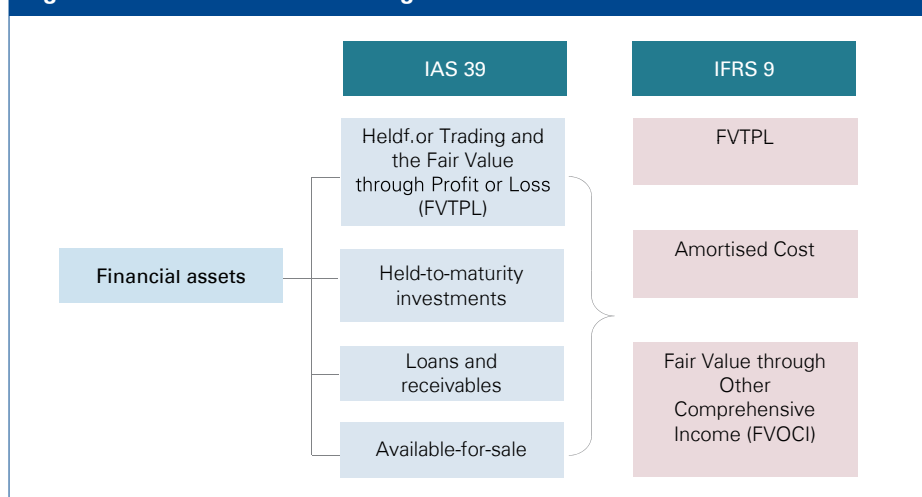 IAS 39
IFRS 9
Heldf.or Trading and
the Fair Value
through Profit or Loss
(FVTPL)
FVTPL
Financial assets
Held-to-maturity
investments
Amortised Cost
Loans and
receivables
Available-for-sale
Fair Value through
Other
Comprehensive
Income (FVOCI)